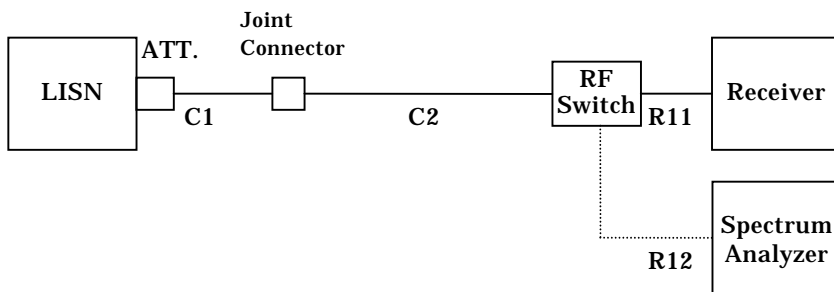 Joint
Connector
ATT.
LISN
RF
Switch
Receiver
C1
C2
R11
Spectrum
Analyzer
R12